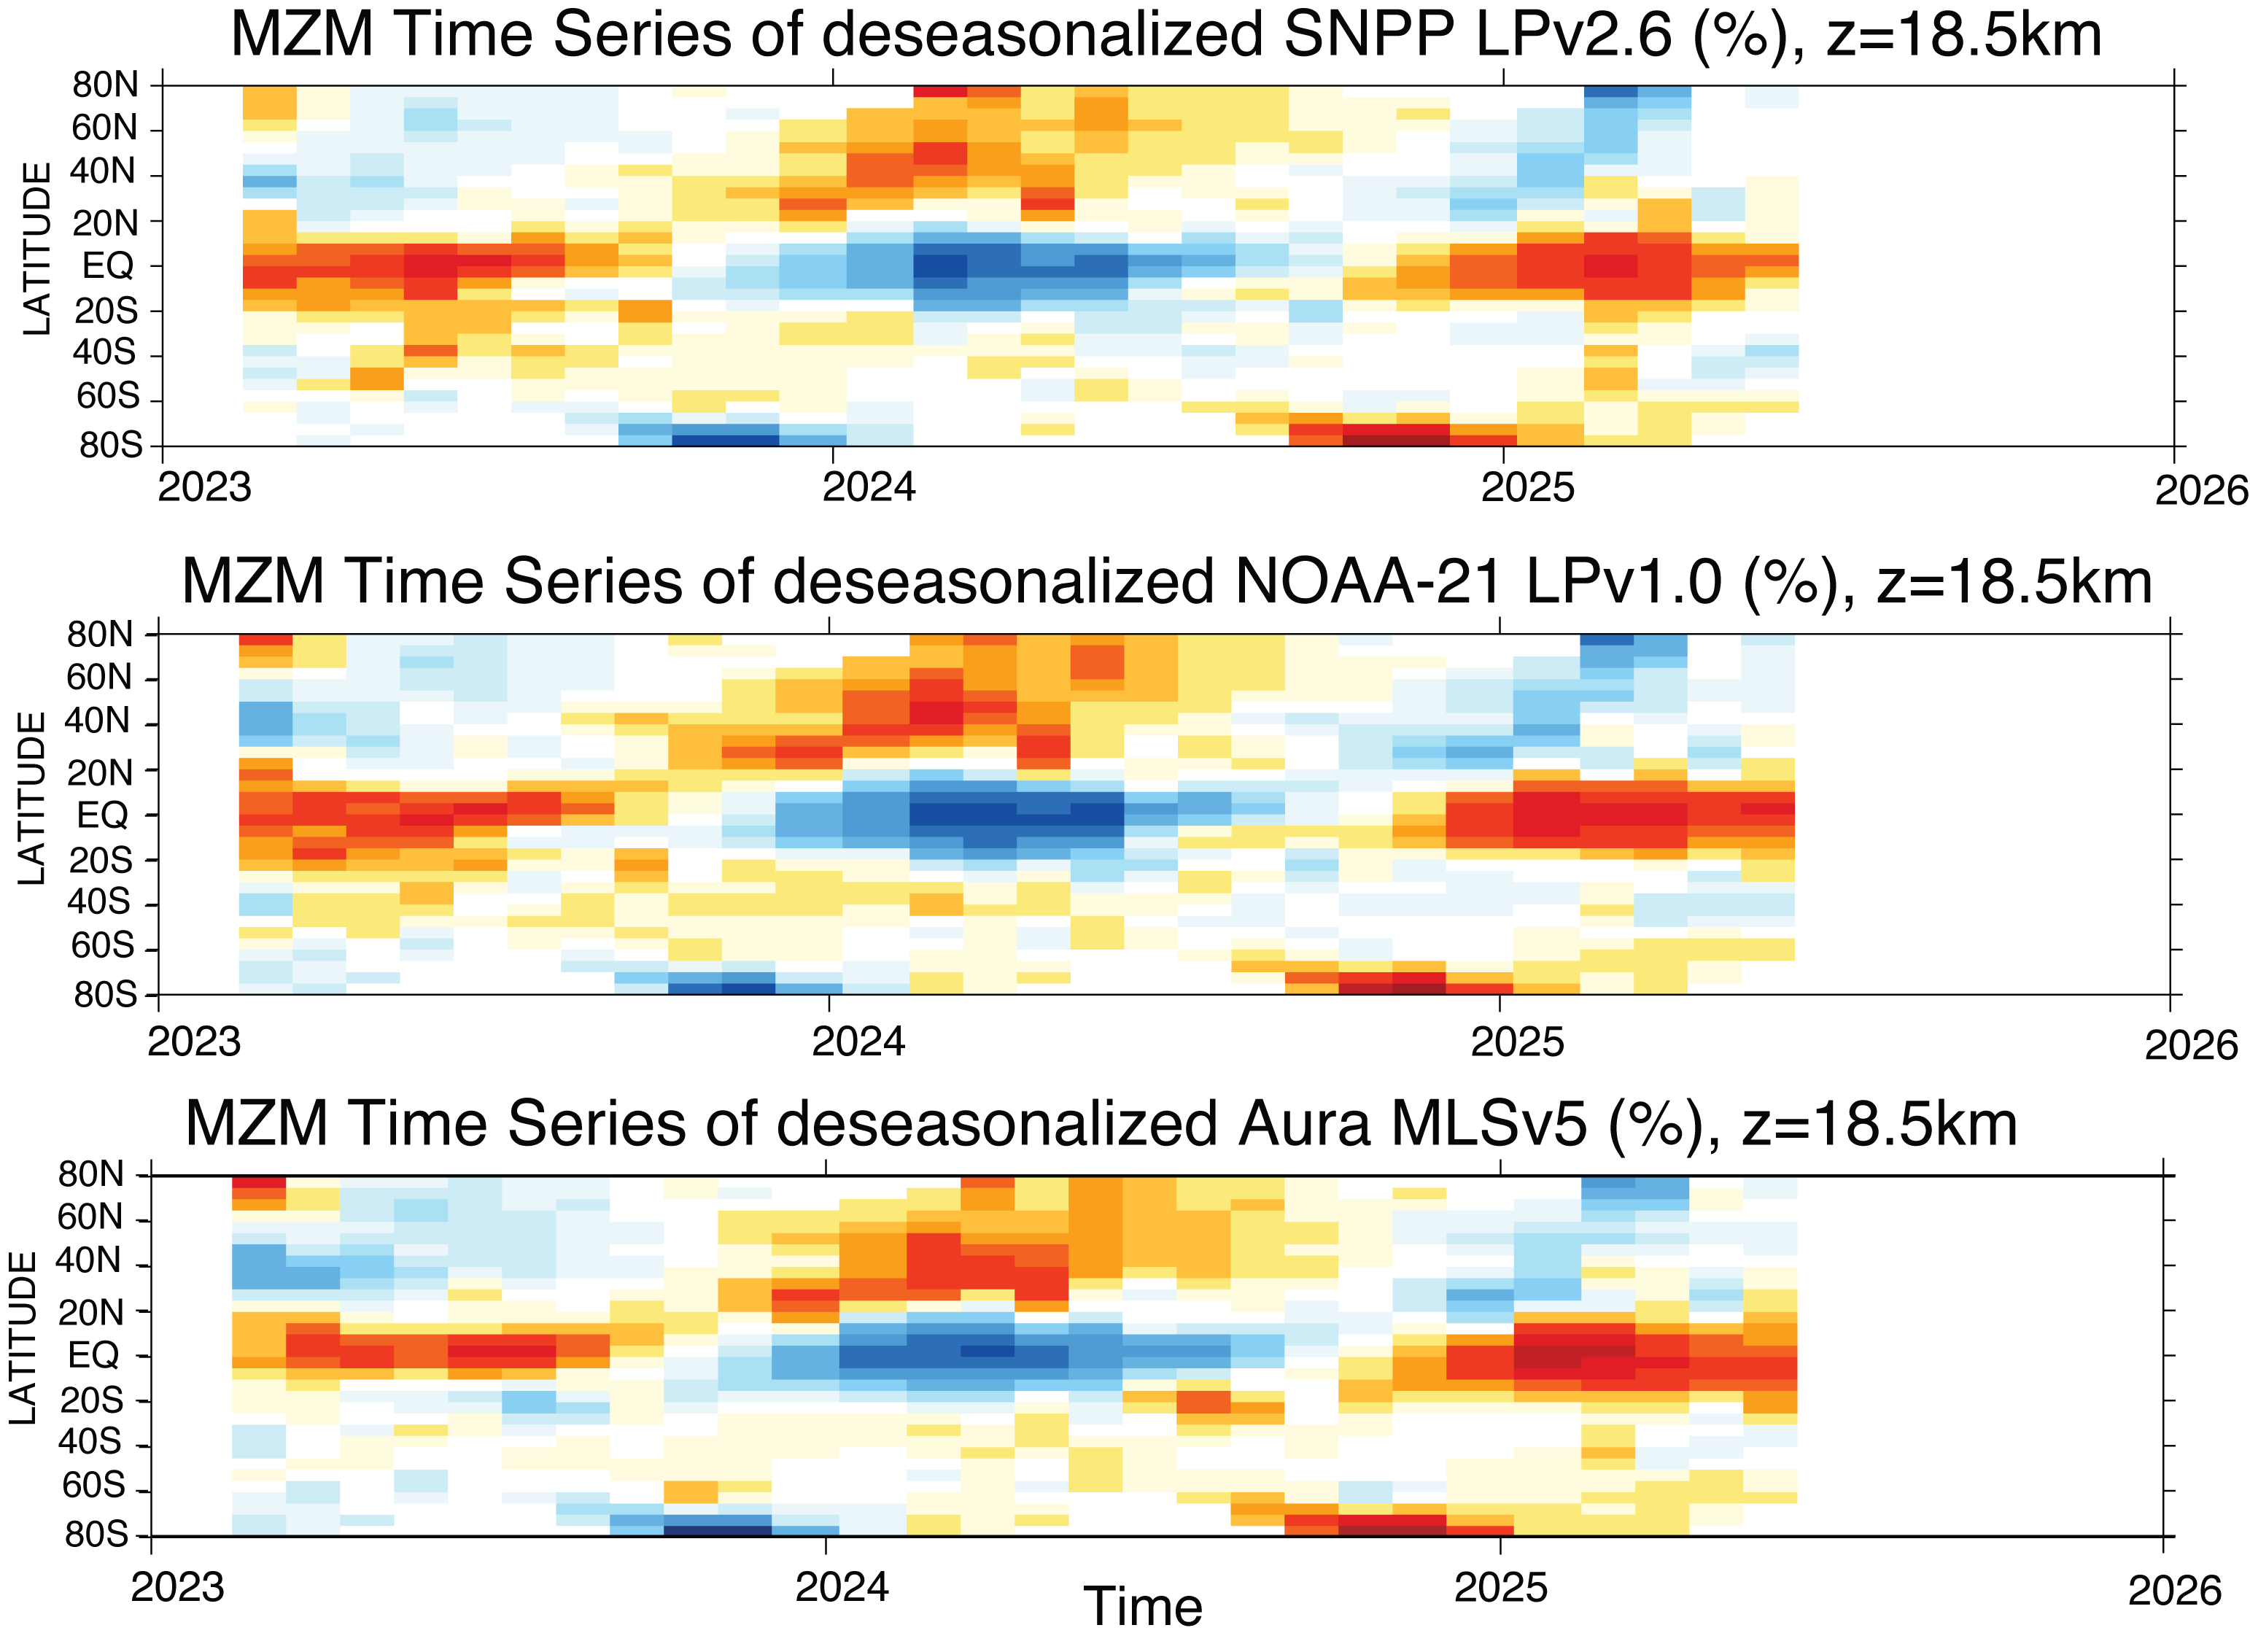 MZM Time Series of deseasonalized SNPP LPv2.6 (%), z=18.5km
80N
60N
40N
20N
EQ
20S
40S
60S
80S
LATITUDE
2023 2024 2025 2026
MZM Time Series of deseasonalized NOAA-21 LPv1.0 (%), z=18.5km
80N
60N
40N
20N
EQ
20S
40S
60S
80S
LATITUDE
2023 2024 2025 2026
MZM Time Series of deseasonalized Aura MLSv5 (%), z=18.5km
80N
60N
40N
20N
EQ
20S
40S
60S
80S
LATITUDE
2023 2024 2025 2026
Time